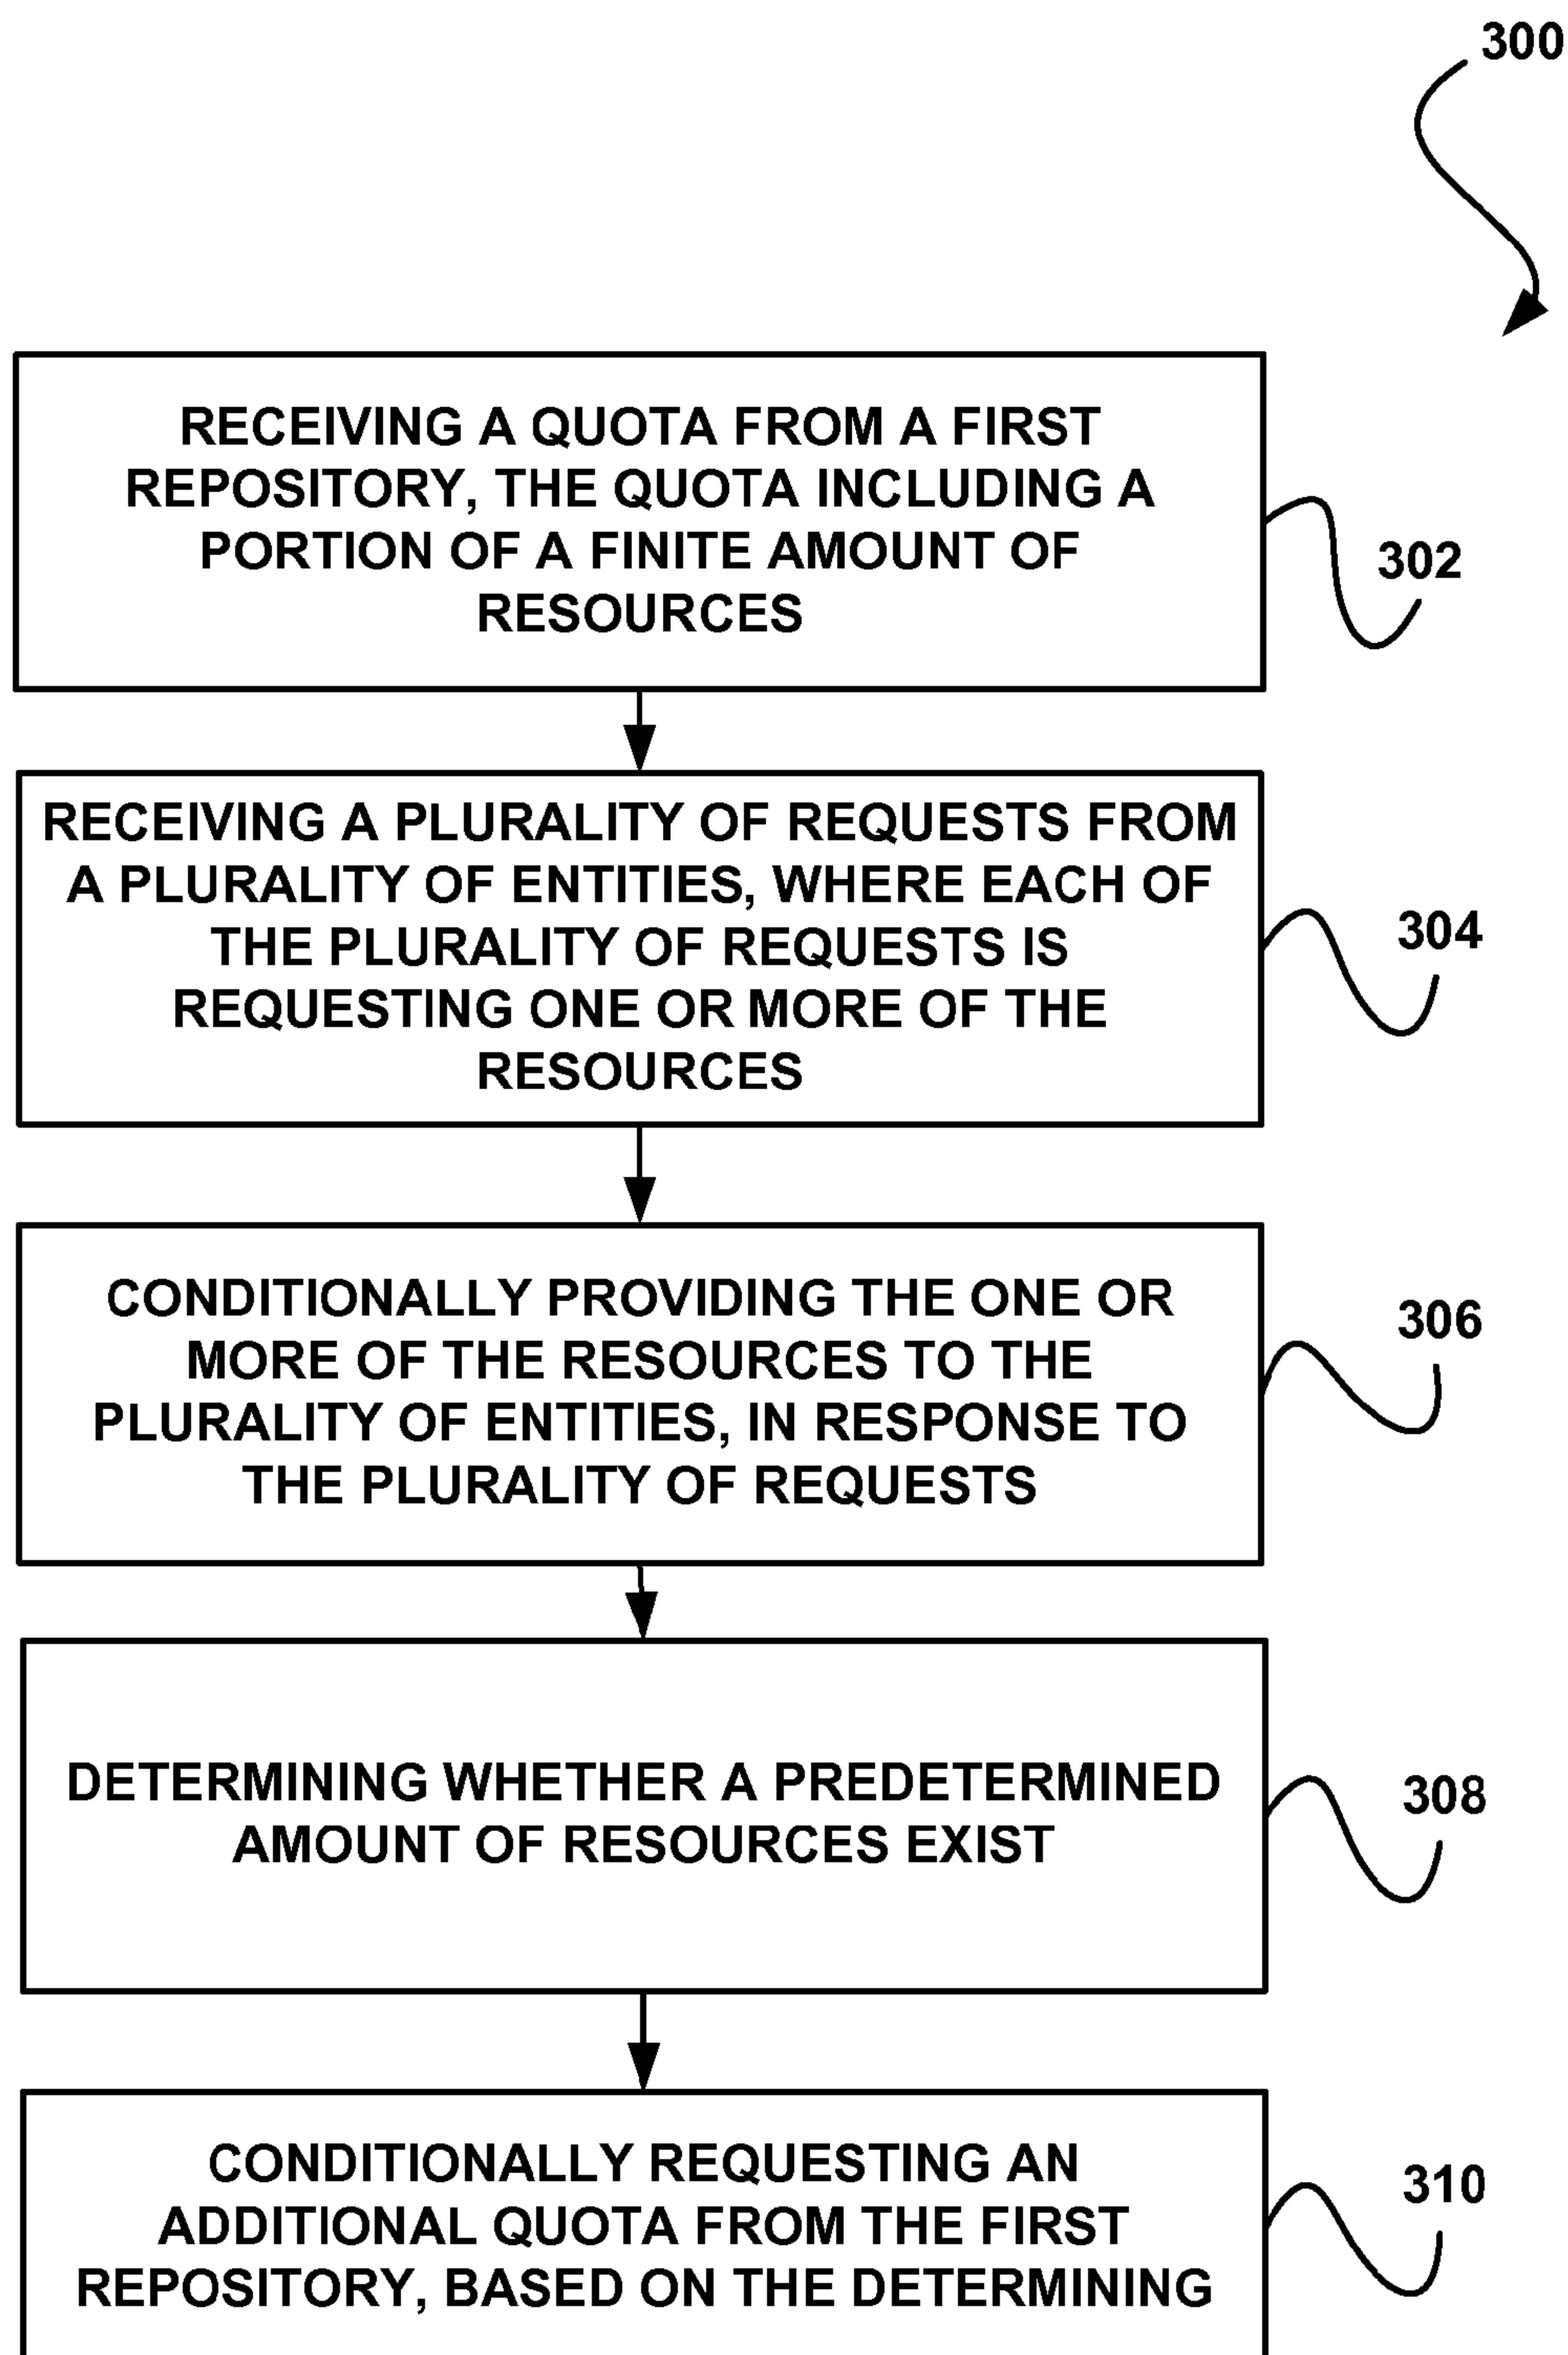 300
RECEIVING A QUOTA FROM A FIRST
REPOSITORY, THE QUOTA INCLUDING A
PORTION OF A FINITE AMOUNT OF
RESOURCES
302
RECEIVING A PLURALITY OF REQUESTS FROM
A PLURALITY OF ENTITIES, WHERE EACH OF
THE PLURALITY OF REQUESTS IS
REQUESTING ONE OR MORE OF THE
RESOURCES
304
CONDITIONALLY PROVIDING THE ONE OR
MORE OF THE RESOURCES TO THE
PLURALITY OF ENTITIES, IN RESPONSE TO
THE PLURALITY OF REQUESTS
306
DETERMINING WHETHER A PREDETERMINED
AMOUNT OF RESOURCES EXIST
308
CONDITIONALLY REQUESTING AN
ADDITIONAL QUOTA FROM THE FIRST
REPOSITORY, BASED ON THE DETERMINING
310